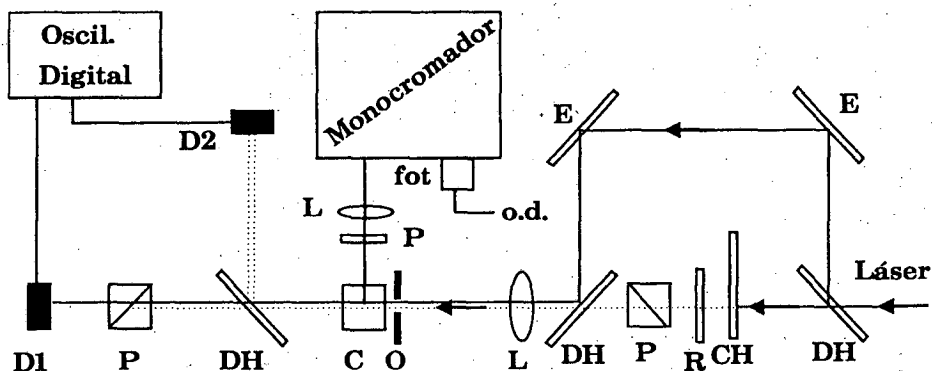 Oscil.
Digital
D2
Monocromador
fot
o.d.
L
P
E
E
Láser
D1
P
DH
C
O
L
DH
P
R
CH
DH